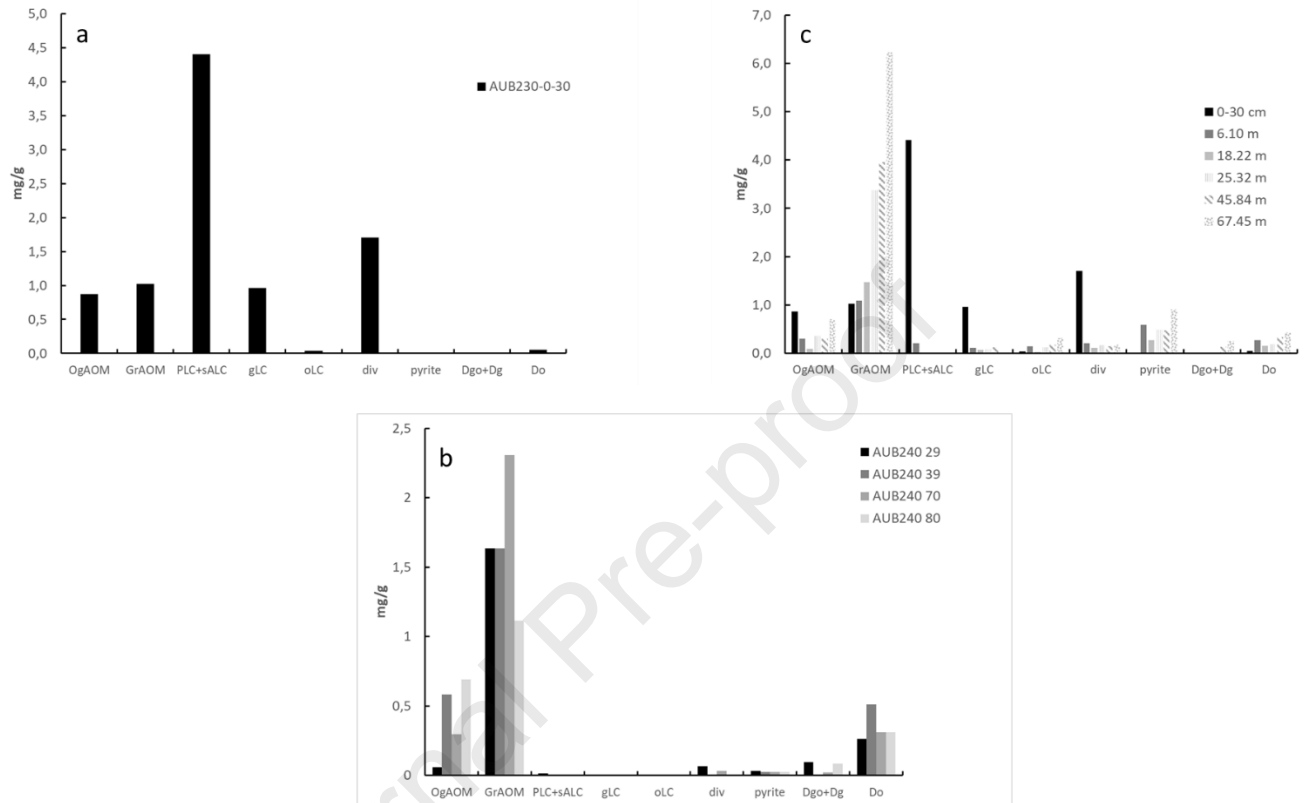 a
5,0
4,5
4,0
3,5
3,0
2,5
2,0
1,5
1,0
0,5
0,0
mg/g
AUB230-0-30
OgAOM GrAOM PLC+sALC gLC oLC div pyrite Dgo+Dg Do
c
7,0
6,0
5,0
4,0
3,0
2,0
1,0
0,0
mg/g
0-30 cm
6.10 m
18.22 m
25.32 m
45.84 m
67.45 m
OgAOM GrAOM PLC+sALC gLC oLC div pyrite Dgo+Dg Do
b
2,5
2
1,5
1
0,5
0
mg/g
AUB240 29
AUB240 39
AUB240 70
AUB240 80
OgAOM GrAOM PLC+sALC gLC oLC div pyrite Dgo+Dg Do
rnal Pre-proof